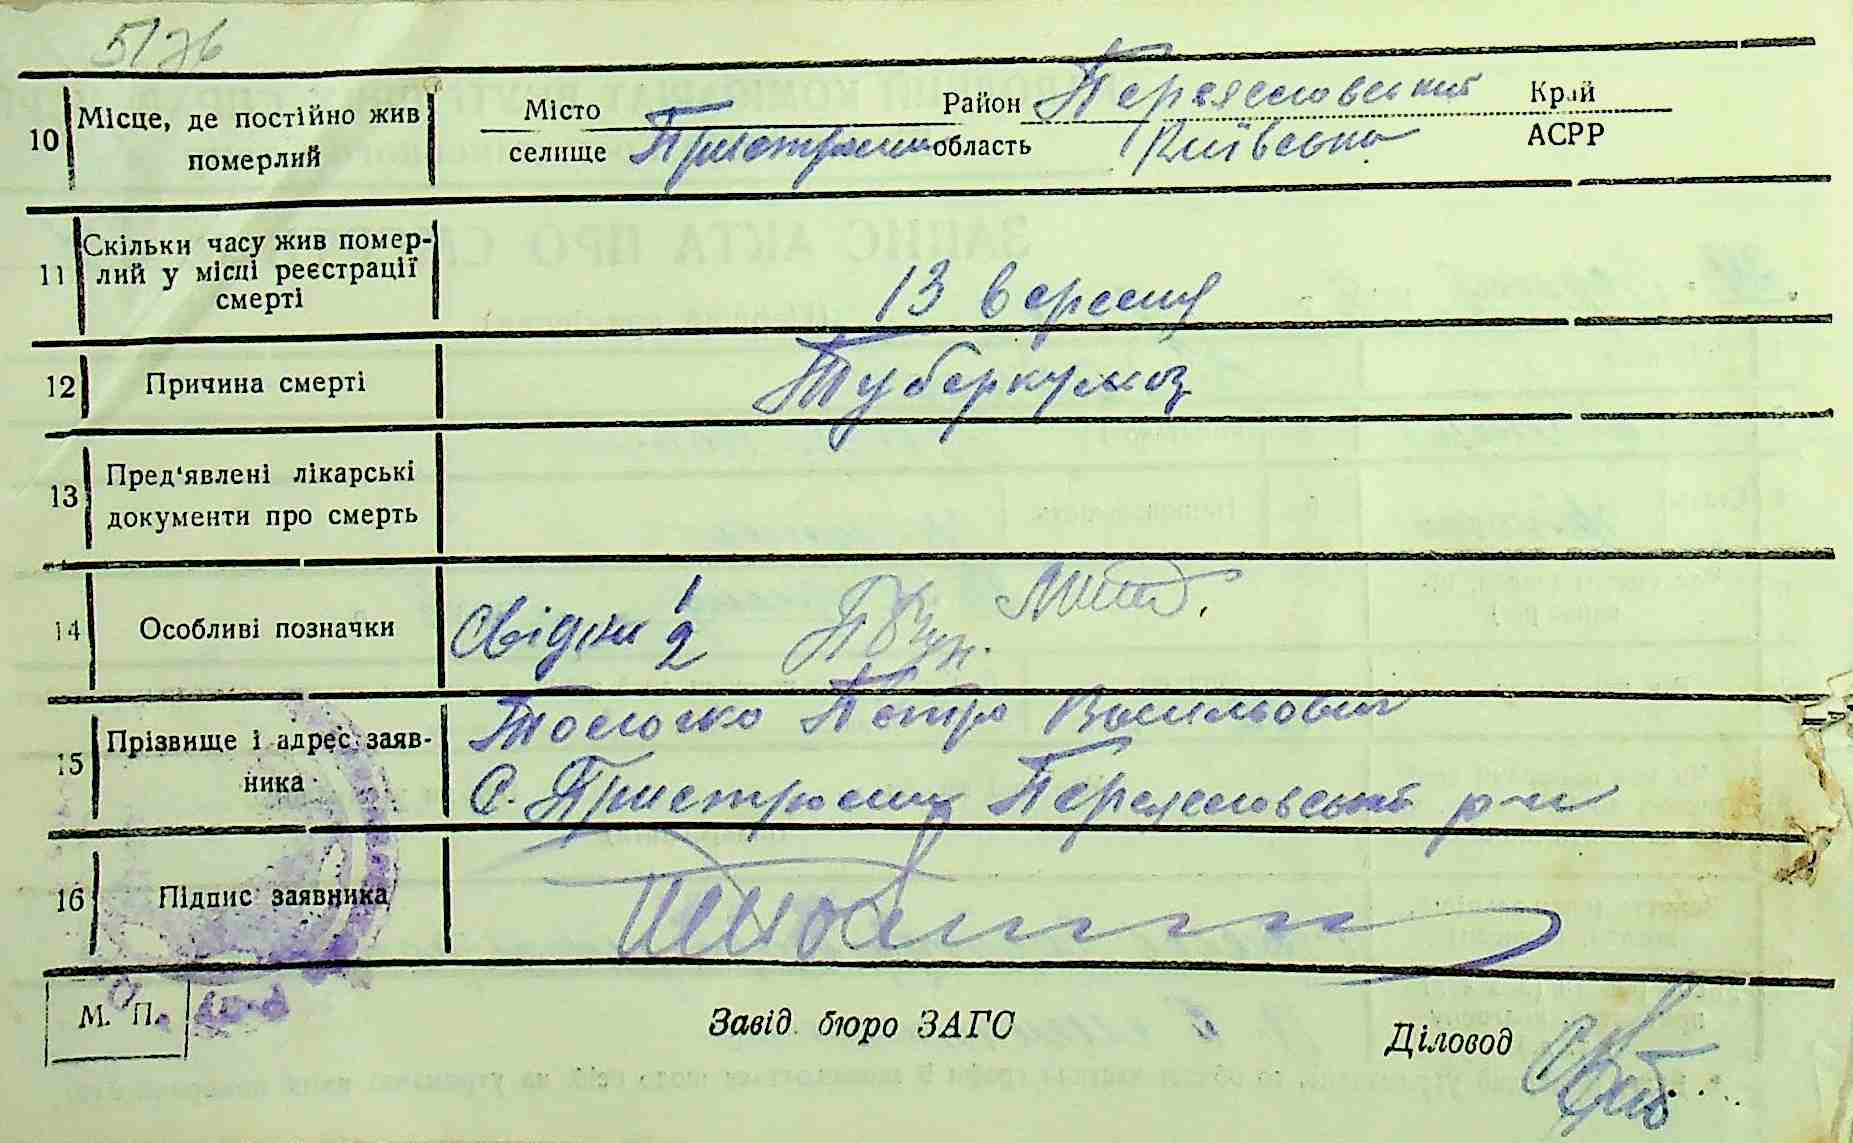 10 Місце, де постійно жив померлий
Місто
селище Пристроми
Район Переяславський
область Київська
Край
АСРР
11 Скільки часу жив помер-
лий у місці реєстрації
смерті
13 вересня
12 Причина смерті Туберкульоз
13 Пред'явлені лікарські
документи про смерть
14 Особливі позначки Свідки 1
2
15 Прізвище і адрес заяв-
ника
Толочко Петро Васильович
С. Пристроми Переяславський р-н
16 Підпис заявника
М. П.
Завід. бюро ЗАГС
Діловод